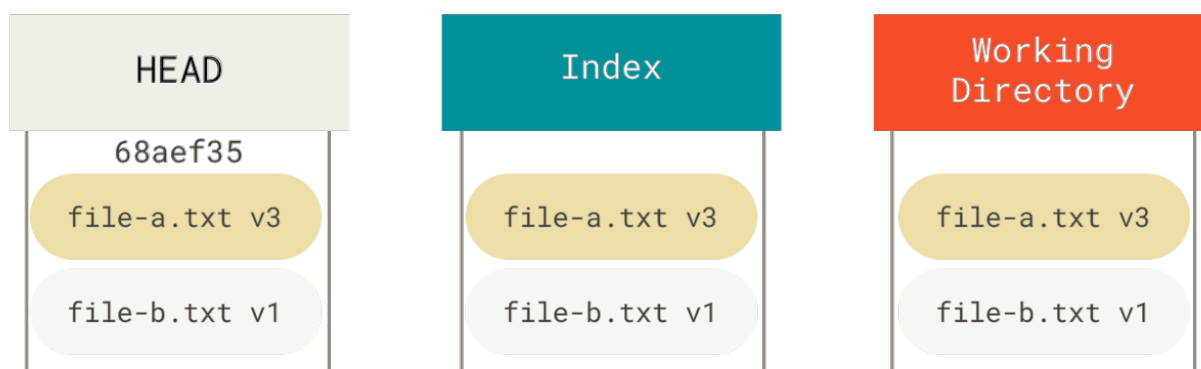 HEAD
Index
Working
Directory
68aef35
file-a.txt v3
file-a.txt v3
file-a.txt v3
file-b.txt v1
file-b.txt v1
file-b.txt v1